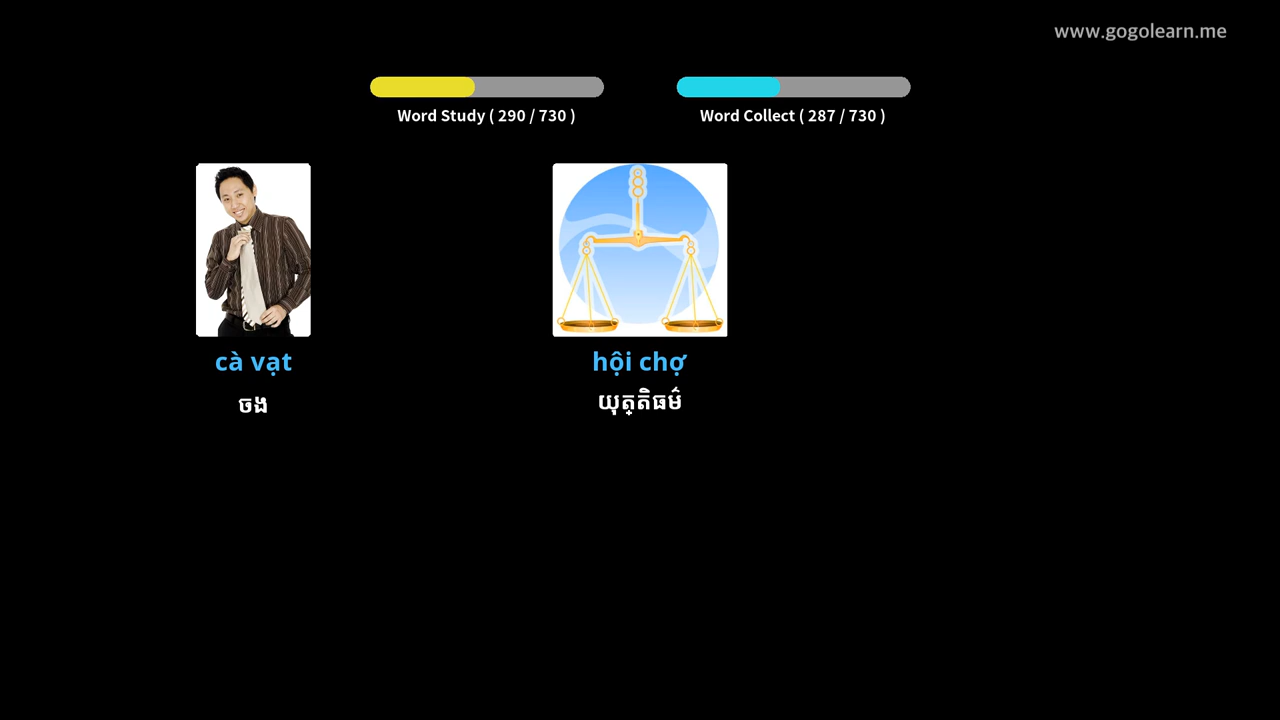 www.gogolearn.me
Word Study ( 290 / 730 )
Word Collect ( 287 / 730 )
cà vạt
hội chợ
ចង
យុត្តិធម៌